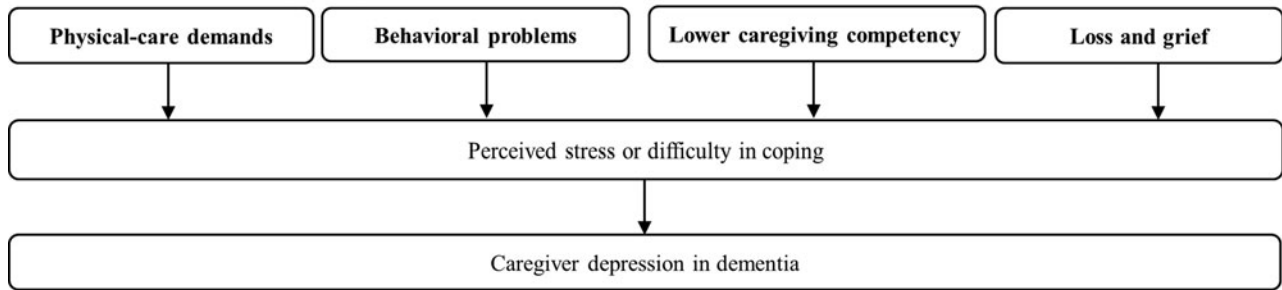 Physical-care demands
Behavioral problems
Lower caregiving competency
Loss and grief
Perceived stress or difficulty in coping
Caregiver depression in dementia